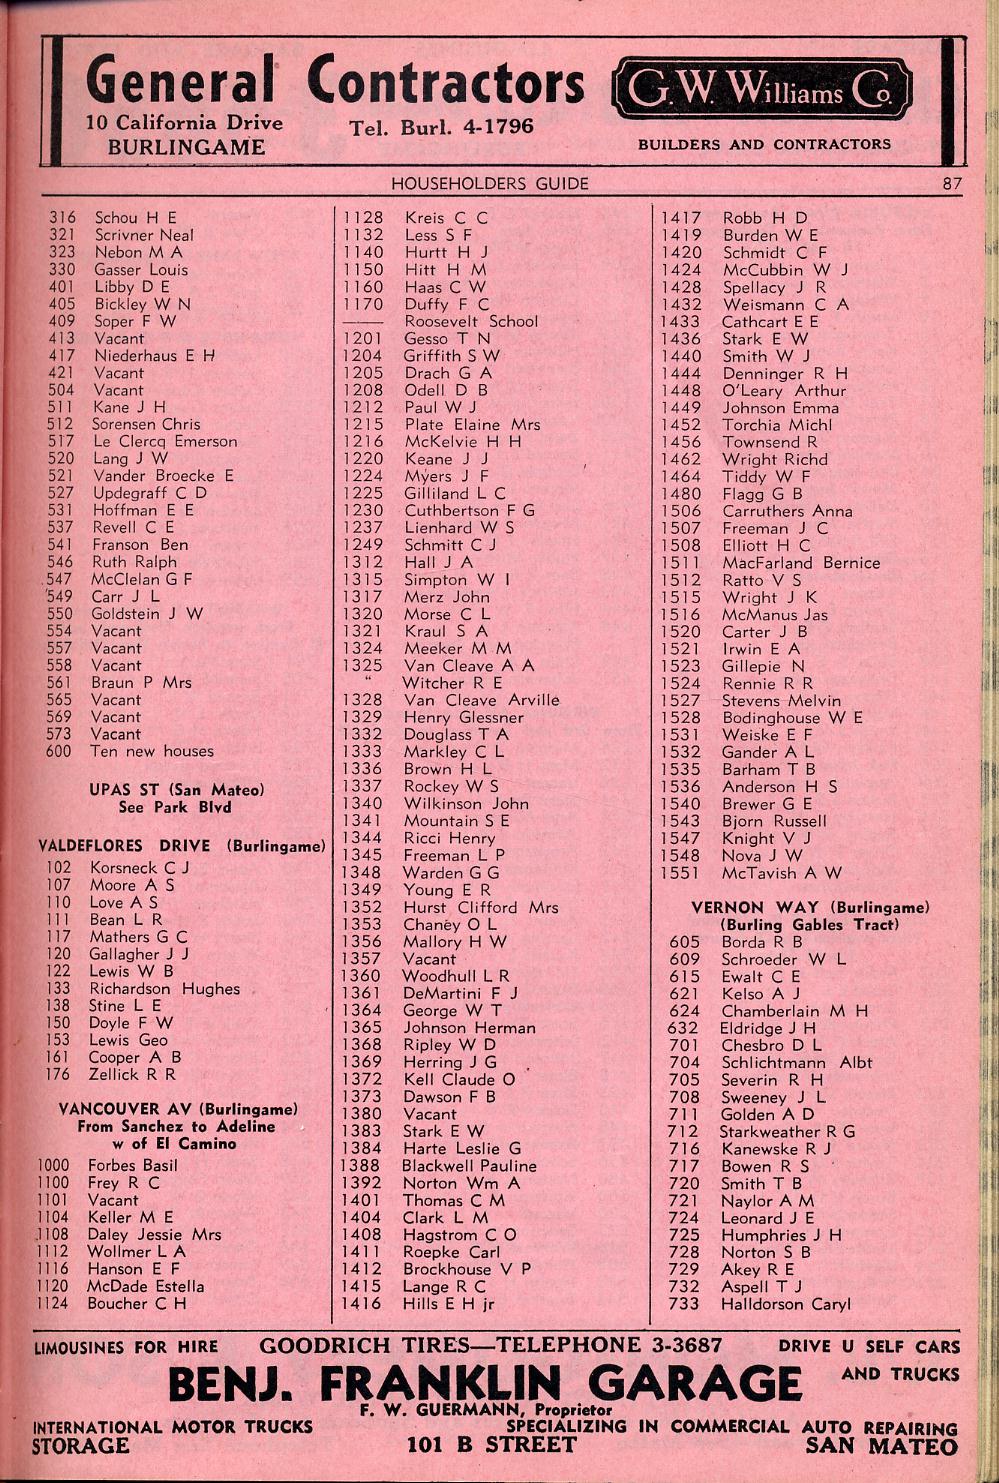 General Contractors
10 California Drive
BURLINGAME
Tel. Burl. 4-1796
G. W. Williams Co.
BUILDERS AND CONTRACTORS
HOUSEHOLDERS GUIDE 87
316 Schou H E
321 Scrivner Neal
323 Nebon M A
330 Gasser Louis
401 Libby D E
405 Bickley W N
409 Soper F W
413 Vacant
417 Niederhaus E H
421 Vacant
504 Vacant
511 Kane J H
512 Sorensen Chris
517 Le Clercq Emerson
520 Lang J W
521 Vander Broecke E
527 Updegraff C D
531 Hoffman E E
537 Revell C E
541 Franson Ben
546 Ruth Ralph
547 McClelan G F
549 Carr J L
550 Goldstein J W
554 Vacant
557 Vacant
558 Vacant
561 Braun P Mrs
565 Vacant
569 Vacant
573 Vacant
600 Ten new houses
UPAS ST (San Mateo)
See Park Blvd
VALDEFLORES DRIVE (Burlingame)
102 Korsneck C J
107 Moore A S
110 Love A S
111 Bean L R
117 Mathers G C
120 Gallagher J J
122 Lewis W B
133 Richardson Hughes
138 Stine L E
150 Doyle F W
153 Lewis Geo
161 Cooper A B
176 Zellick R R
VANCOUVER AV (Burlingame)
From Sanchez to Adeline
w of El Camino
1000 Forbes Basil
1100 Frey R C
1101 Vacant
1104 Keller M E
1108 Daley Jessie Mrs
1112 Wollmer L A
1116 Hanson E F
1120 McDade Estella
1124 Boucher C H
1128 Kreis C C
1132 Less S F
1140 Hurtt H J
1150 Hitt H M
1160 Haas C W
1170 Duffy F C
—— Roosevelt School
1201 Gesso T N
1204 Griffith S W
1205 Drach G A
1208 Odell D B
1212 Paul W J
1215 Plate Elaine Mrs
1216 McKelvie H H
1220 Keane J J
1224 Myers J F
1225 Gilliland L C
1230 Cuthbertson F G
1237 Lienhard W S
1249 Schmitt C J
1312 Hall J A
1315 Simpton W I
1317 Merz John
1320 Morse C L
1321 Kraul S A
1324 Meeker M M
1325 Van Cleave A A
" Witcher R E
1328 Van Cleave Arville
1329 Henry Glessner
1332 Douglass T A
1333 Markley C L
1336 Brown H L
1337 Rockey W S
1340 Wilkinson John
1341 Mountain S E
1344 Ricci Henry
1345 Freeman L P
1348 Warden G G
1349 Young E R
1352 Hurst Clifford Mrs
1353 Chaney O L
1356 Mallory H W
1357 Vacant
1360 Woodhull L R
1361 DeMartini F J
1364 George W T
1365 Johnson Herman
1368 Ripley W D
1369 Herring J G
1372 Kell Claude O
1373 Dawson F B
1380 Vacant
1383 Stark E W
1384 Harte Leslie G
1388 Blackwell Pauline
1392 Norton Wm A
1401 Thomas C M
1404 Clark L M
1408 Hagstrom C O
1411 Roepke Carl
1412 Brockhouse V P
1415 Lange R C
1416 Hills E H jr
1417 Robb H D
1419 Burden W E
1420 Schmidt C F
1424 McCubbin W J
1428 Spellacy J R
1432 Weismann C A
1433 Cathcart E E
1436 Stark E W
1440 Smith W J
1444 Denninger R H
1448 O'Leary Arthur
1449 Johnson Emma
1452 Torchia Michl
1456 Townsend R
1462 Wright Richd
1464 Tiddy W F
1480 Flagg G B
1506 Carruthers Anna
1507 Freeman J C
1508 Elliott H C
1511 MacFarland Bernice
1512 Ratto V S
1515 Wright J K
1516 McManus Jas
1520 Carter J B
1521 Irwin E A
1523 Gillepie N
1524 Rennie R R
1527 Stevens Melvin
1528 Bodinghouse W E
1531 Weiske E F
1532 Gander A L
1535 Barham T B
1536 Anderson H S
1540 Brewer G E
1543 Bjorn Russell
1547 Knight V J
1548 Nova J W
1551 McTavish A W
VERNON WAY (Burlingame)
(Burling Gables Tract)
605 Borda R B
609 Schroeder W L
615 Ewalt C E
621 Kelso A J
624 Chamberlain M H
632 Eldridge J H
701 Chesbro D L
704 Schlichtmann Albt
705 Severin R H
708 Sweeney J L
711 Golden A D
712 Starkweather R G
716 Kanewske R J
717 Bowen R S
720 Smith T B
721 Naylor A M
724 Leonard J E
725 Humphries J H
728 Norton S B
729 Akey R E
732 Aspell T J
733 Halldorson Caryl
LIMOUSINES FOR HIRE GOODRICH TIRES—TELEPHONE 3-3687 DRIVE U SELF CARS
BENJ. FRANKLIN GARAGE AND TRUCKS
F. W. GUERMANN, Proprietor
INTERNATIONAL MOTOR TRUCKS SPECIALIZING IN COMMERCIAL AUTO REPAIRING
STORAGE 101 B STREET SAN MATEO